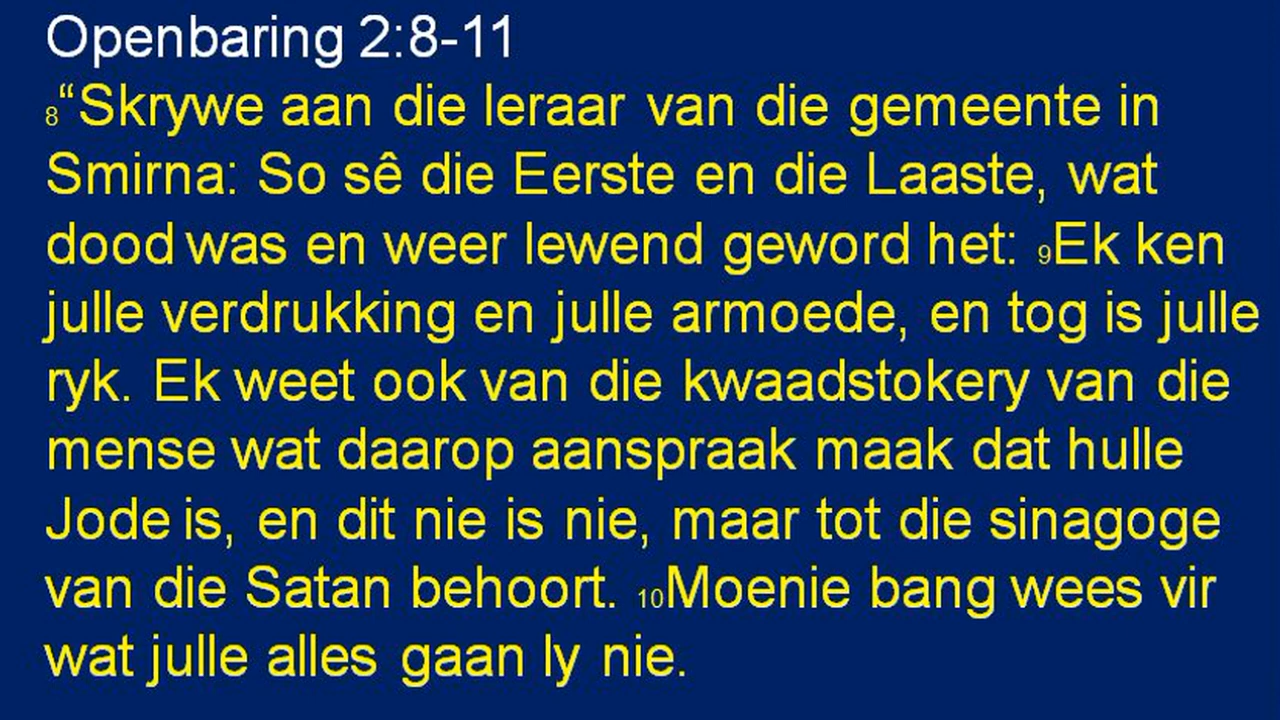 Openbaring 2:8-11
8“Skrywe aan die leraar van die gemeente in
Smirna: So sê die Eerste en die Laaste, wat
dood was en weer lewend geword het: 9Ek ken
julle verdrukking en julle armoede, en tog is julle
ryk. Ek weet ook van die kwaadstokery van die
mense wat daarop aanspraak maak dat hulle
Jode is, en dit nie is nie, maar tot die sinagoge
van die Satan behoort. 10Moenie bang wees vir
wat julle alles gaan ly nie.